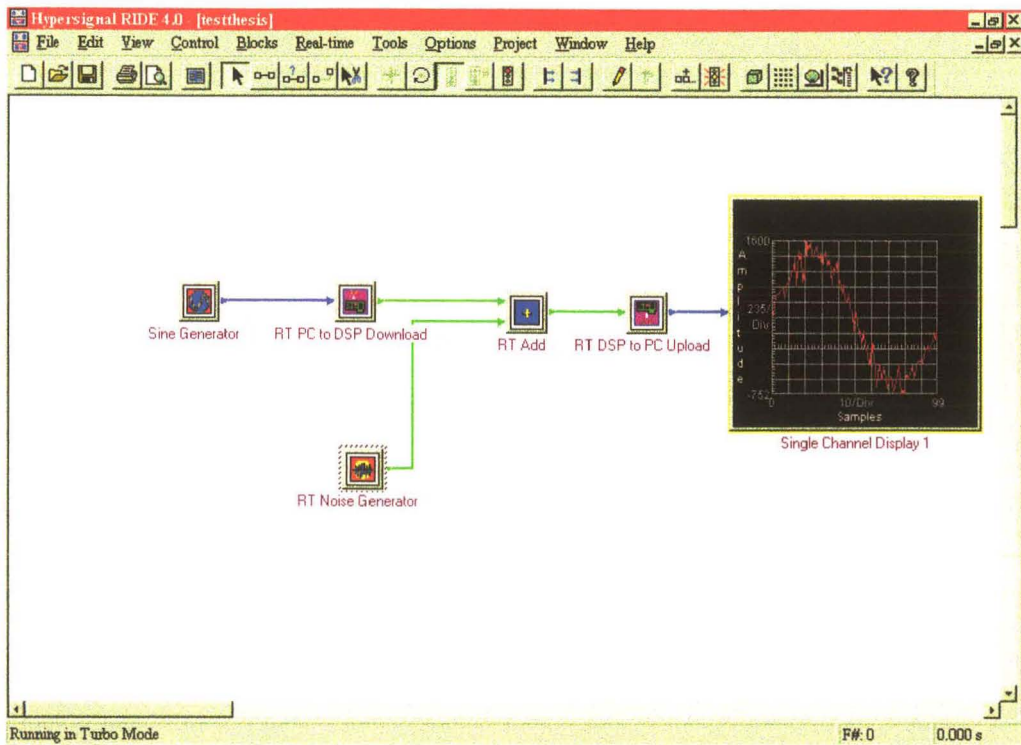 Hypersignal RIDE 4.0 - [testthesis]
File Edit View Control Blocks Real-time Tools Options Project Window Help
1600
Amplitude
235/
Div
-752
0 10/Div 99
Samples
Single Channel Display 1
Sine Generator
RT PC to DSP Download
RT Add
RT DSP to PC Upload
RT Noise Generator
Running in Turbo Mode F#: 0 0.000 s